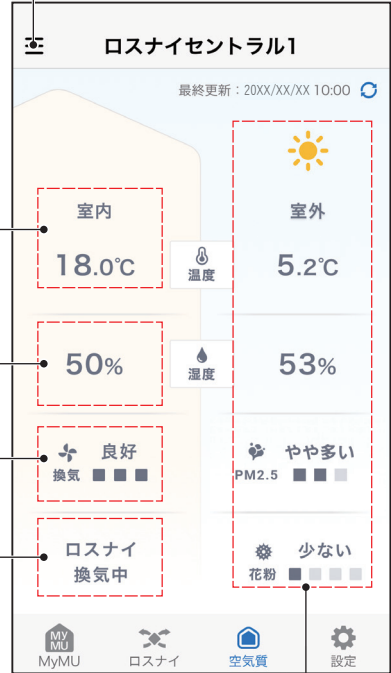 ロスナイセントラル1
最終更新：20XX/XX/XX 10:00
室内
室外
18.0℃
温度
5.2℃
50%
湿度
53%
良好
換気
やや多い
PM2.5
ロスナイ
換気中
少ない
花粉
MY
MU
MyMU
ロスナイ
空気質
設定